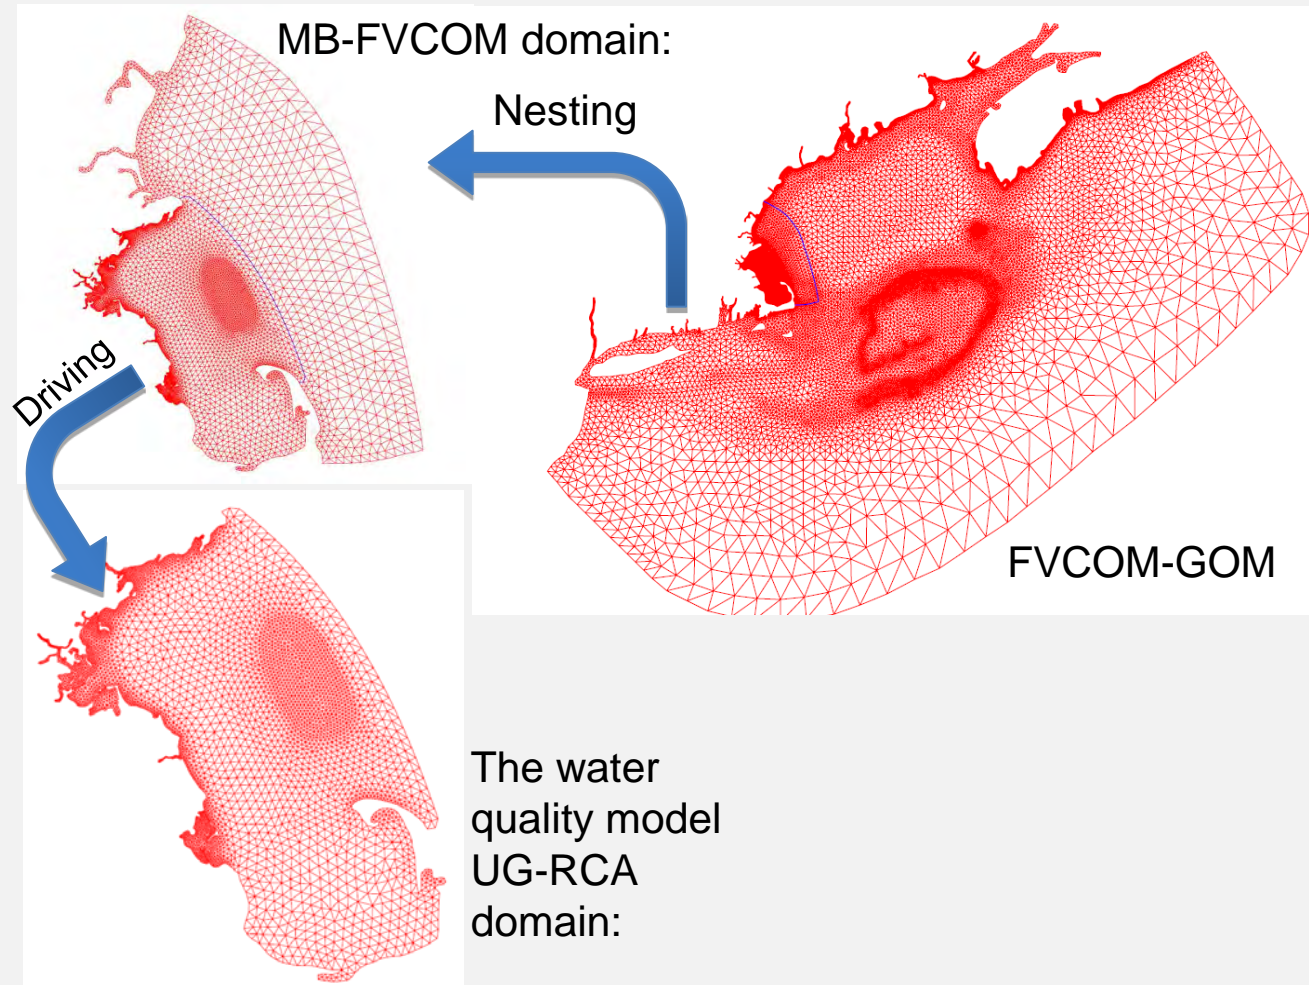 MB-FVCOM domain:
Nesting
Driving
FVCOM-GOM
The water
quality model
UG-RCA
domain: